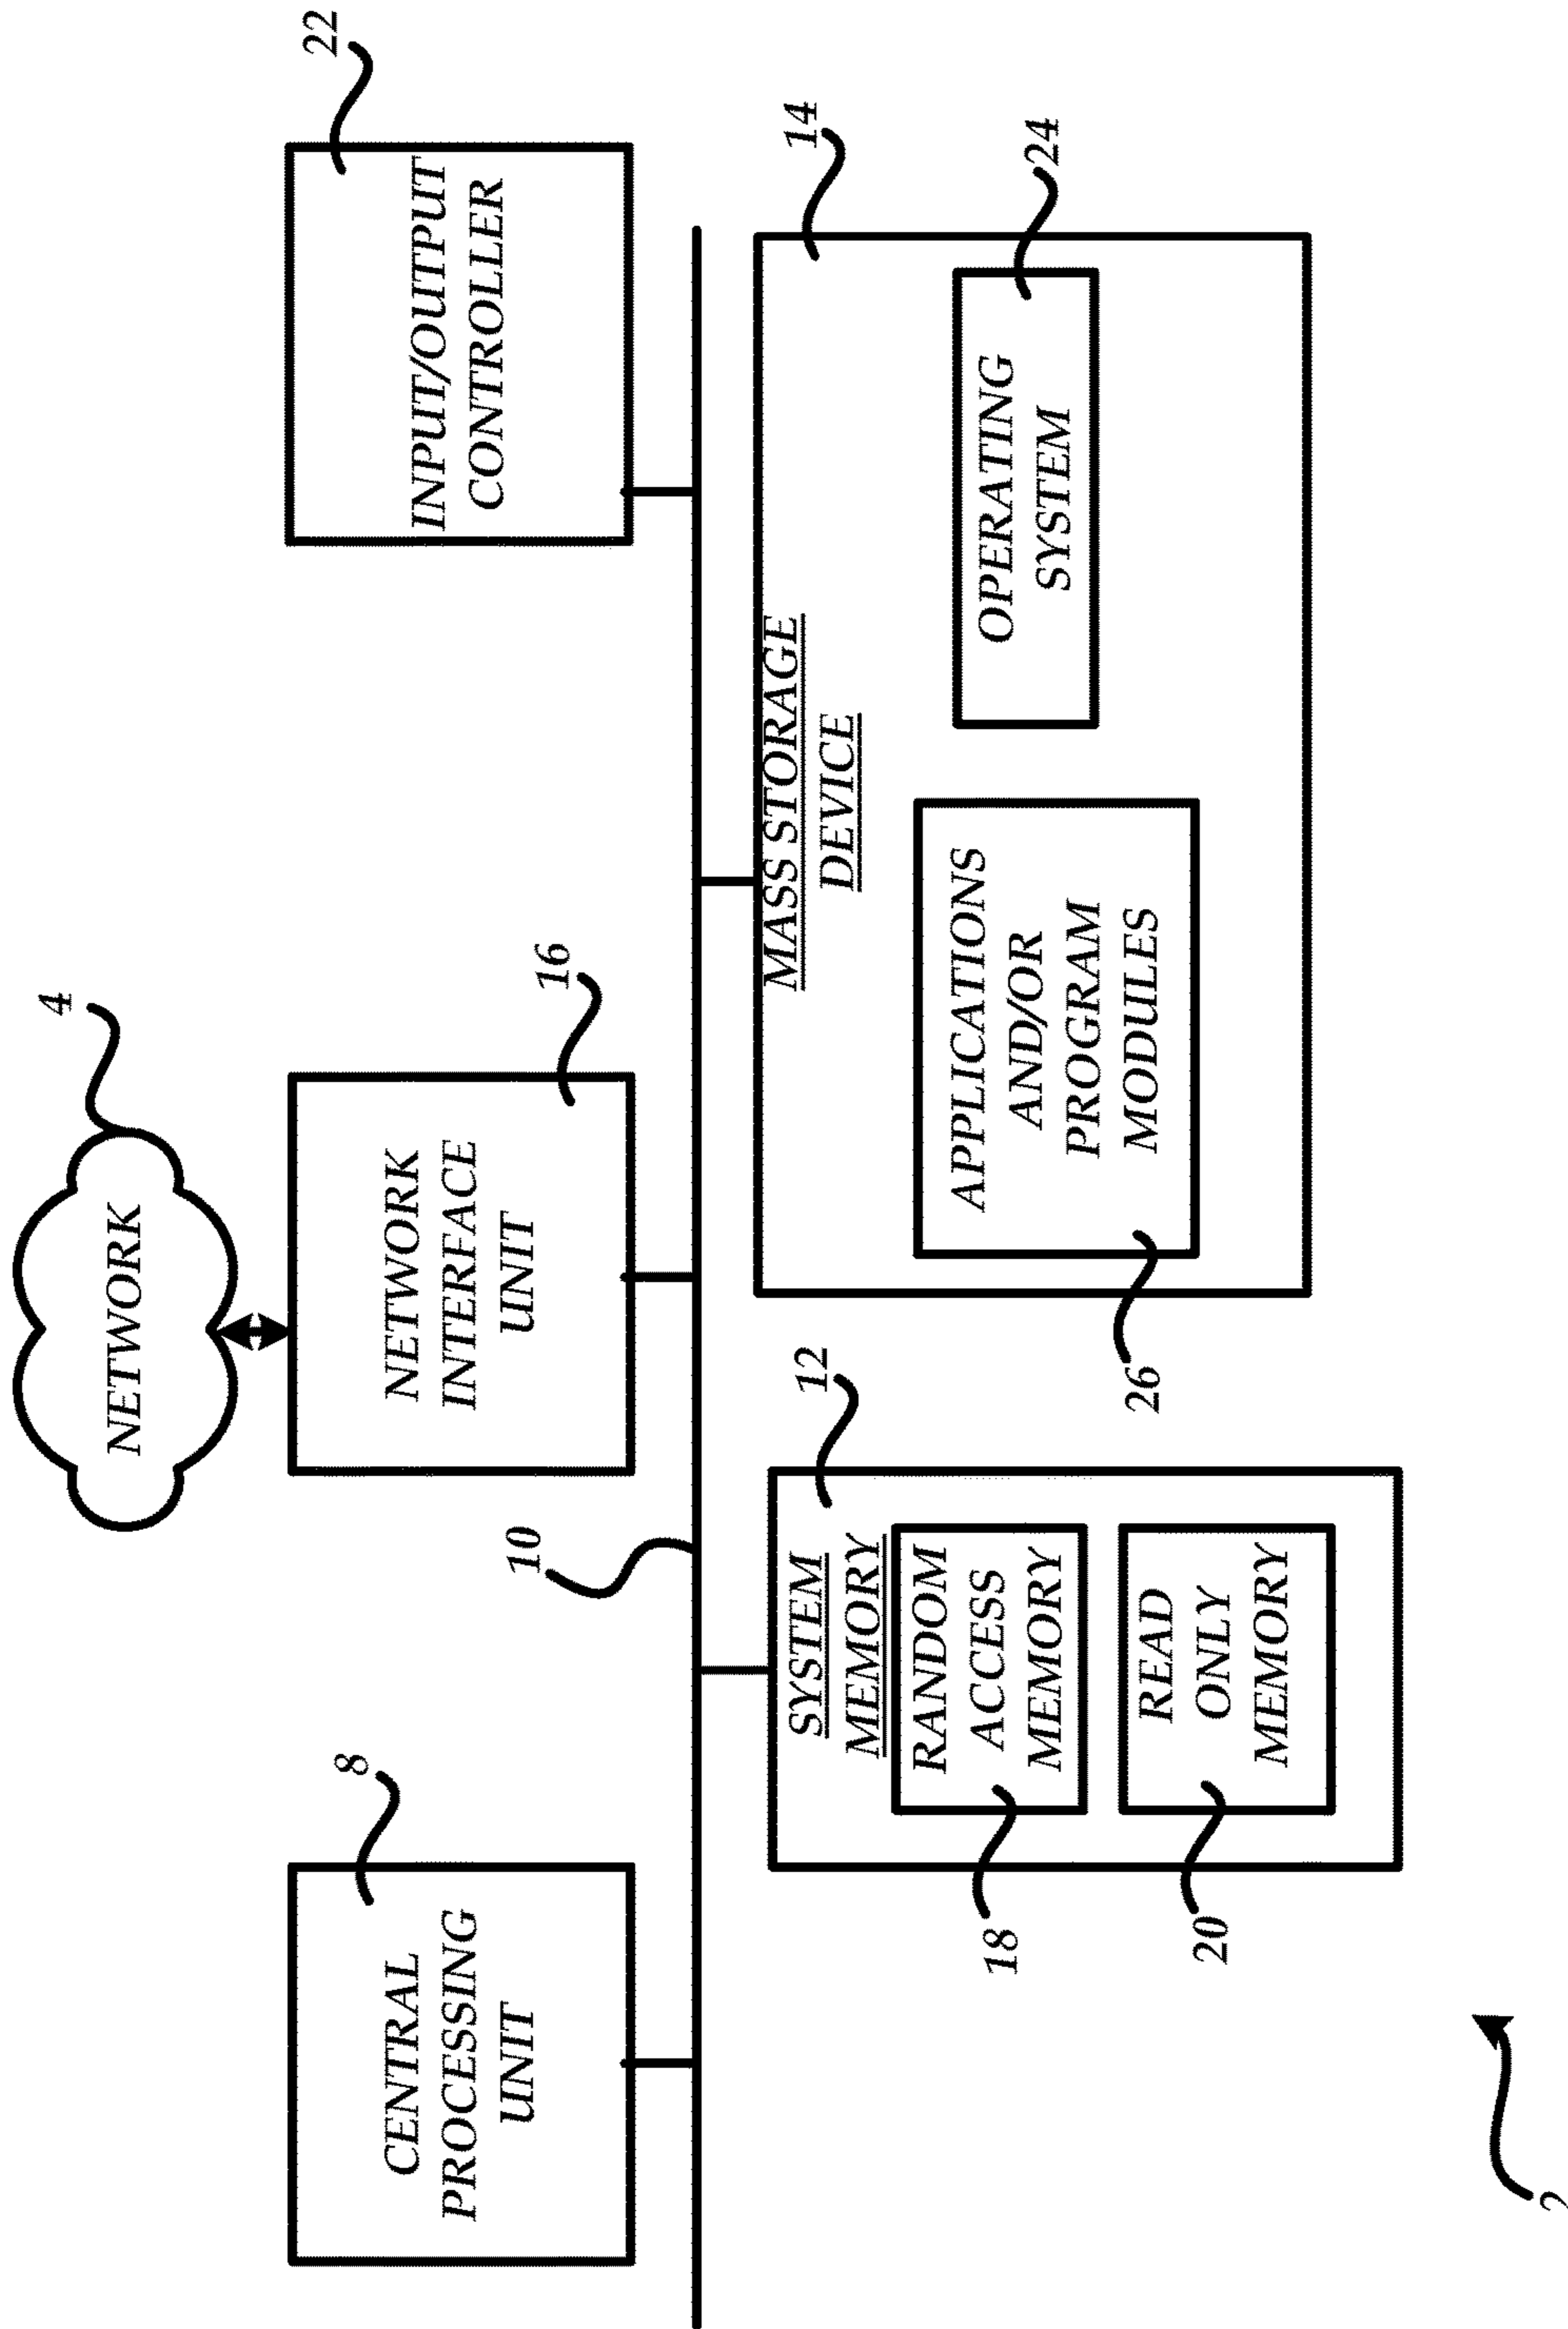 4
NETWORK
8
CENTRAL
PROCESSING
UNIT
16
NETWORK
INTERFACE
UNIT
22
INPUT/OUTPUT
CONTROLLER
10
12
SYSTEM
MEMORY
RANDOM
ACCESS
MEMORY
18
READ
ONLY
MEMORY
20
14
MASS STORAGE
DEVICE
APPLICATIONS
AND/OR
PROGRAM
MODULES
26
OPERATING
SYSTEM
24
2